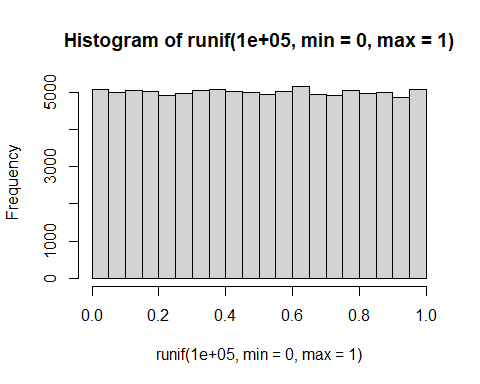 Histogram of runif(1e+05, min = 0, max = 1)
Frequency
5000
3000
1000
0
0.0 0.2 0.4 0.6 0.8 1.0
runif(1e+05, min = 0, max = 1)